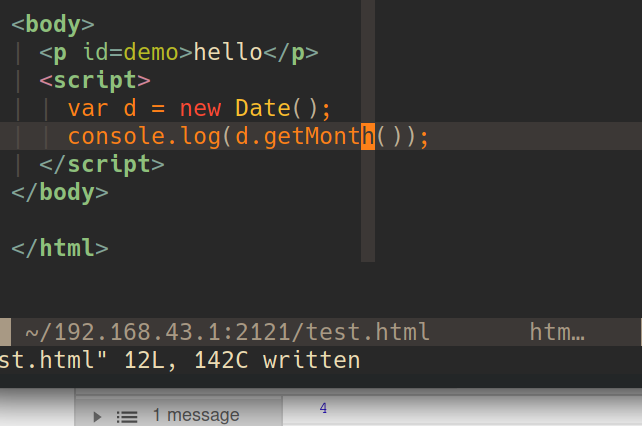 <body>
<p id=demo>hello</p>
<script>
var d = new Date();
console.log(d.getMonth());
</script>
</body>
</html>
~/192.168.43.1:2121/test.html htm…
st.html" 12L, 142C written
1 message 4